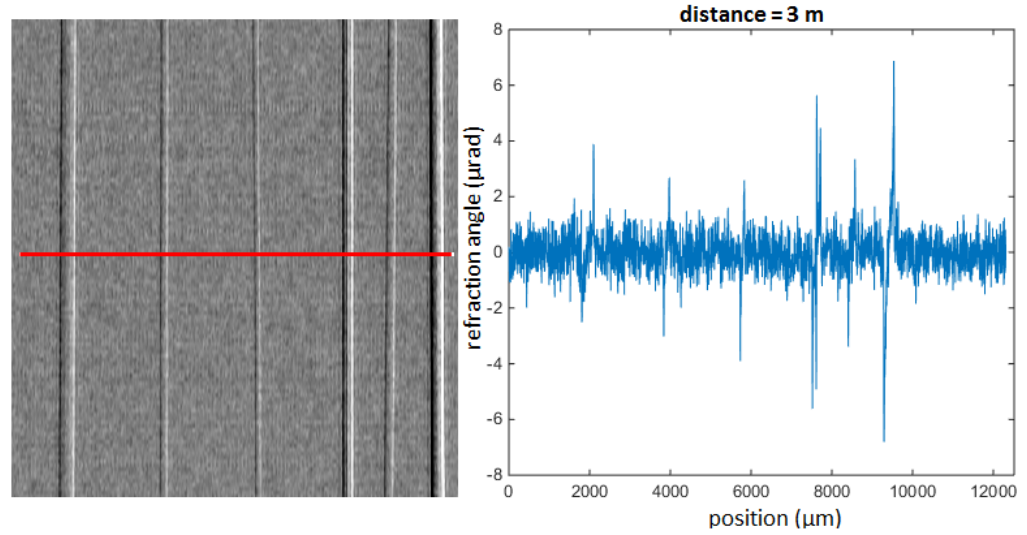 distance = 3 m
8
6
4
2
0
-2
-4
-6
-8
refraction angle (µrad)
0 2000 4000 6000 8000 10000 12000
position (µm)